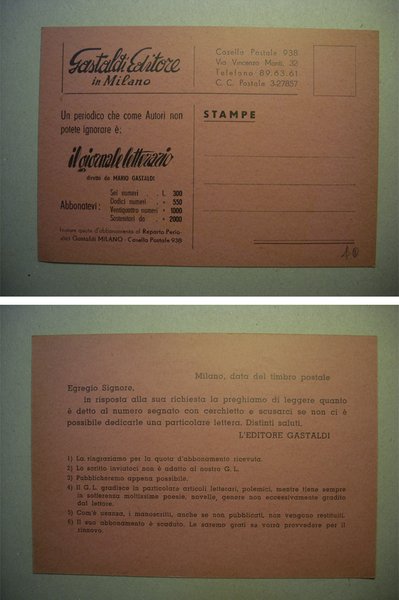 Gastaldi Editore
in Milano
Casella Postale 938
Via Vincenzo Monti, 32
Telefono 89.63.61
C. C. Postale 3-27857
Un periodico che come Autori non
potete ignorare è:
il giornale letterario
diretto da MARIO GASTALDI
Abbonatevi:
Sei numeri . . L. 300
Dodici numeri . » 550
Ventiquattro numeri » 1000
Sostenitori da . » 2000
Inviare quota d'abbonamento al Reparto Perio-
dici Gastaldi MILANO - Casella Postale 938
STAMPE
Milano, data del timbro postale
Egregio Signore,
in risposta alla sua richiesta la preghiamo di leggere quanto
è detto al numero segnato con cerchietto e scusarci se non ci è
possibile dedicarle una particolare lettera. Distinti saluti.
L'EDITORE GASTALDI
1) La ringraziamo per la quota d'abbonamento ricevuta.
2) Lo scritto inviatoci non è adatto al nostro G. L.
3) Pubblicheremo appena possibile.
4) Il G. L. gradisce in particolare articoli letterari, polemici, mentre tiene sempre
in sofferenza moltissime poesie, novelle, genere non eccessivamente gradito
dal lettore.
5) Com'è usanza, i manoscritti, anche se non pubblicati, non vengono restituiti.
6) Il suo abbonamento è scaduto. Le saremo grati se vorrà provvedere per il
rinnovo.